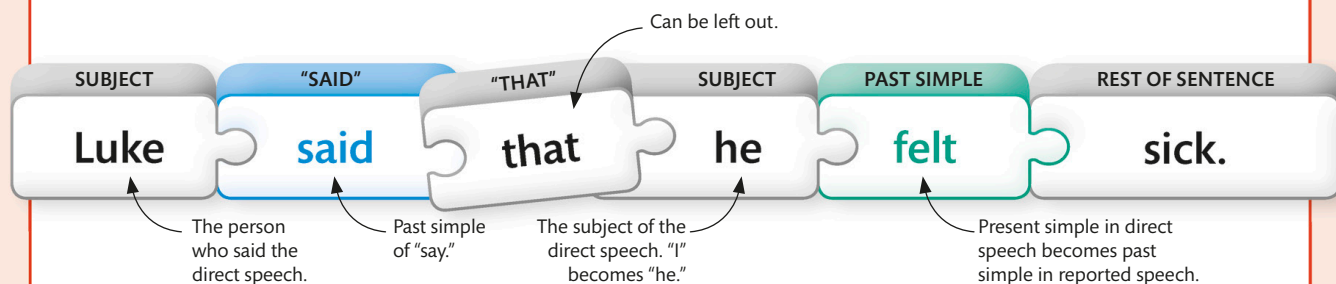 Can be left out.
SUBJECT "SAID" "THAT" SUBJECT PAST SIMPLE REST OF SENTENCE
Luke said that he felt sick.
The person
who said the
direct speech.
Past simple
of "say."
The subject of the
direct speech. "I"
becomes "he."
Present simple in direct
speech becomes past
simple in reported speech.